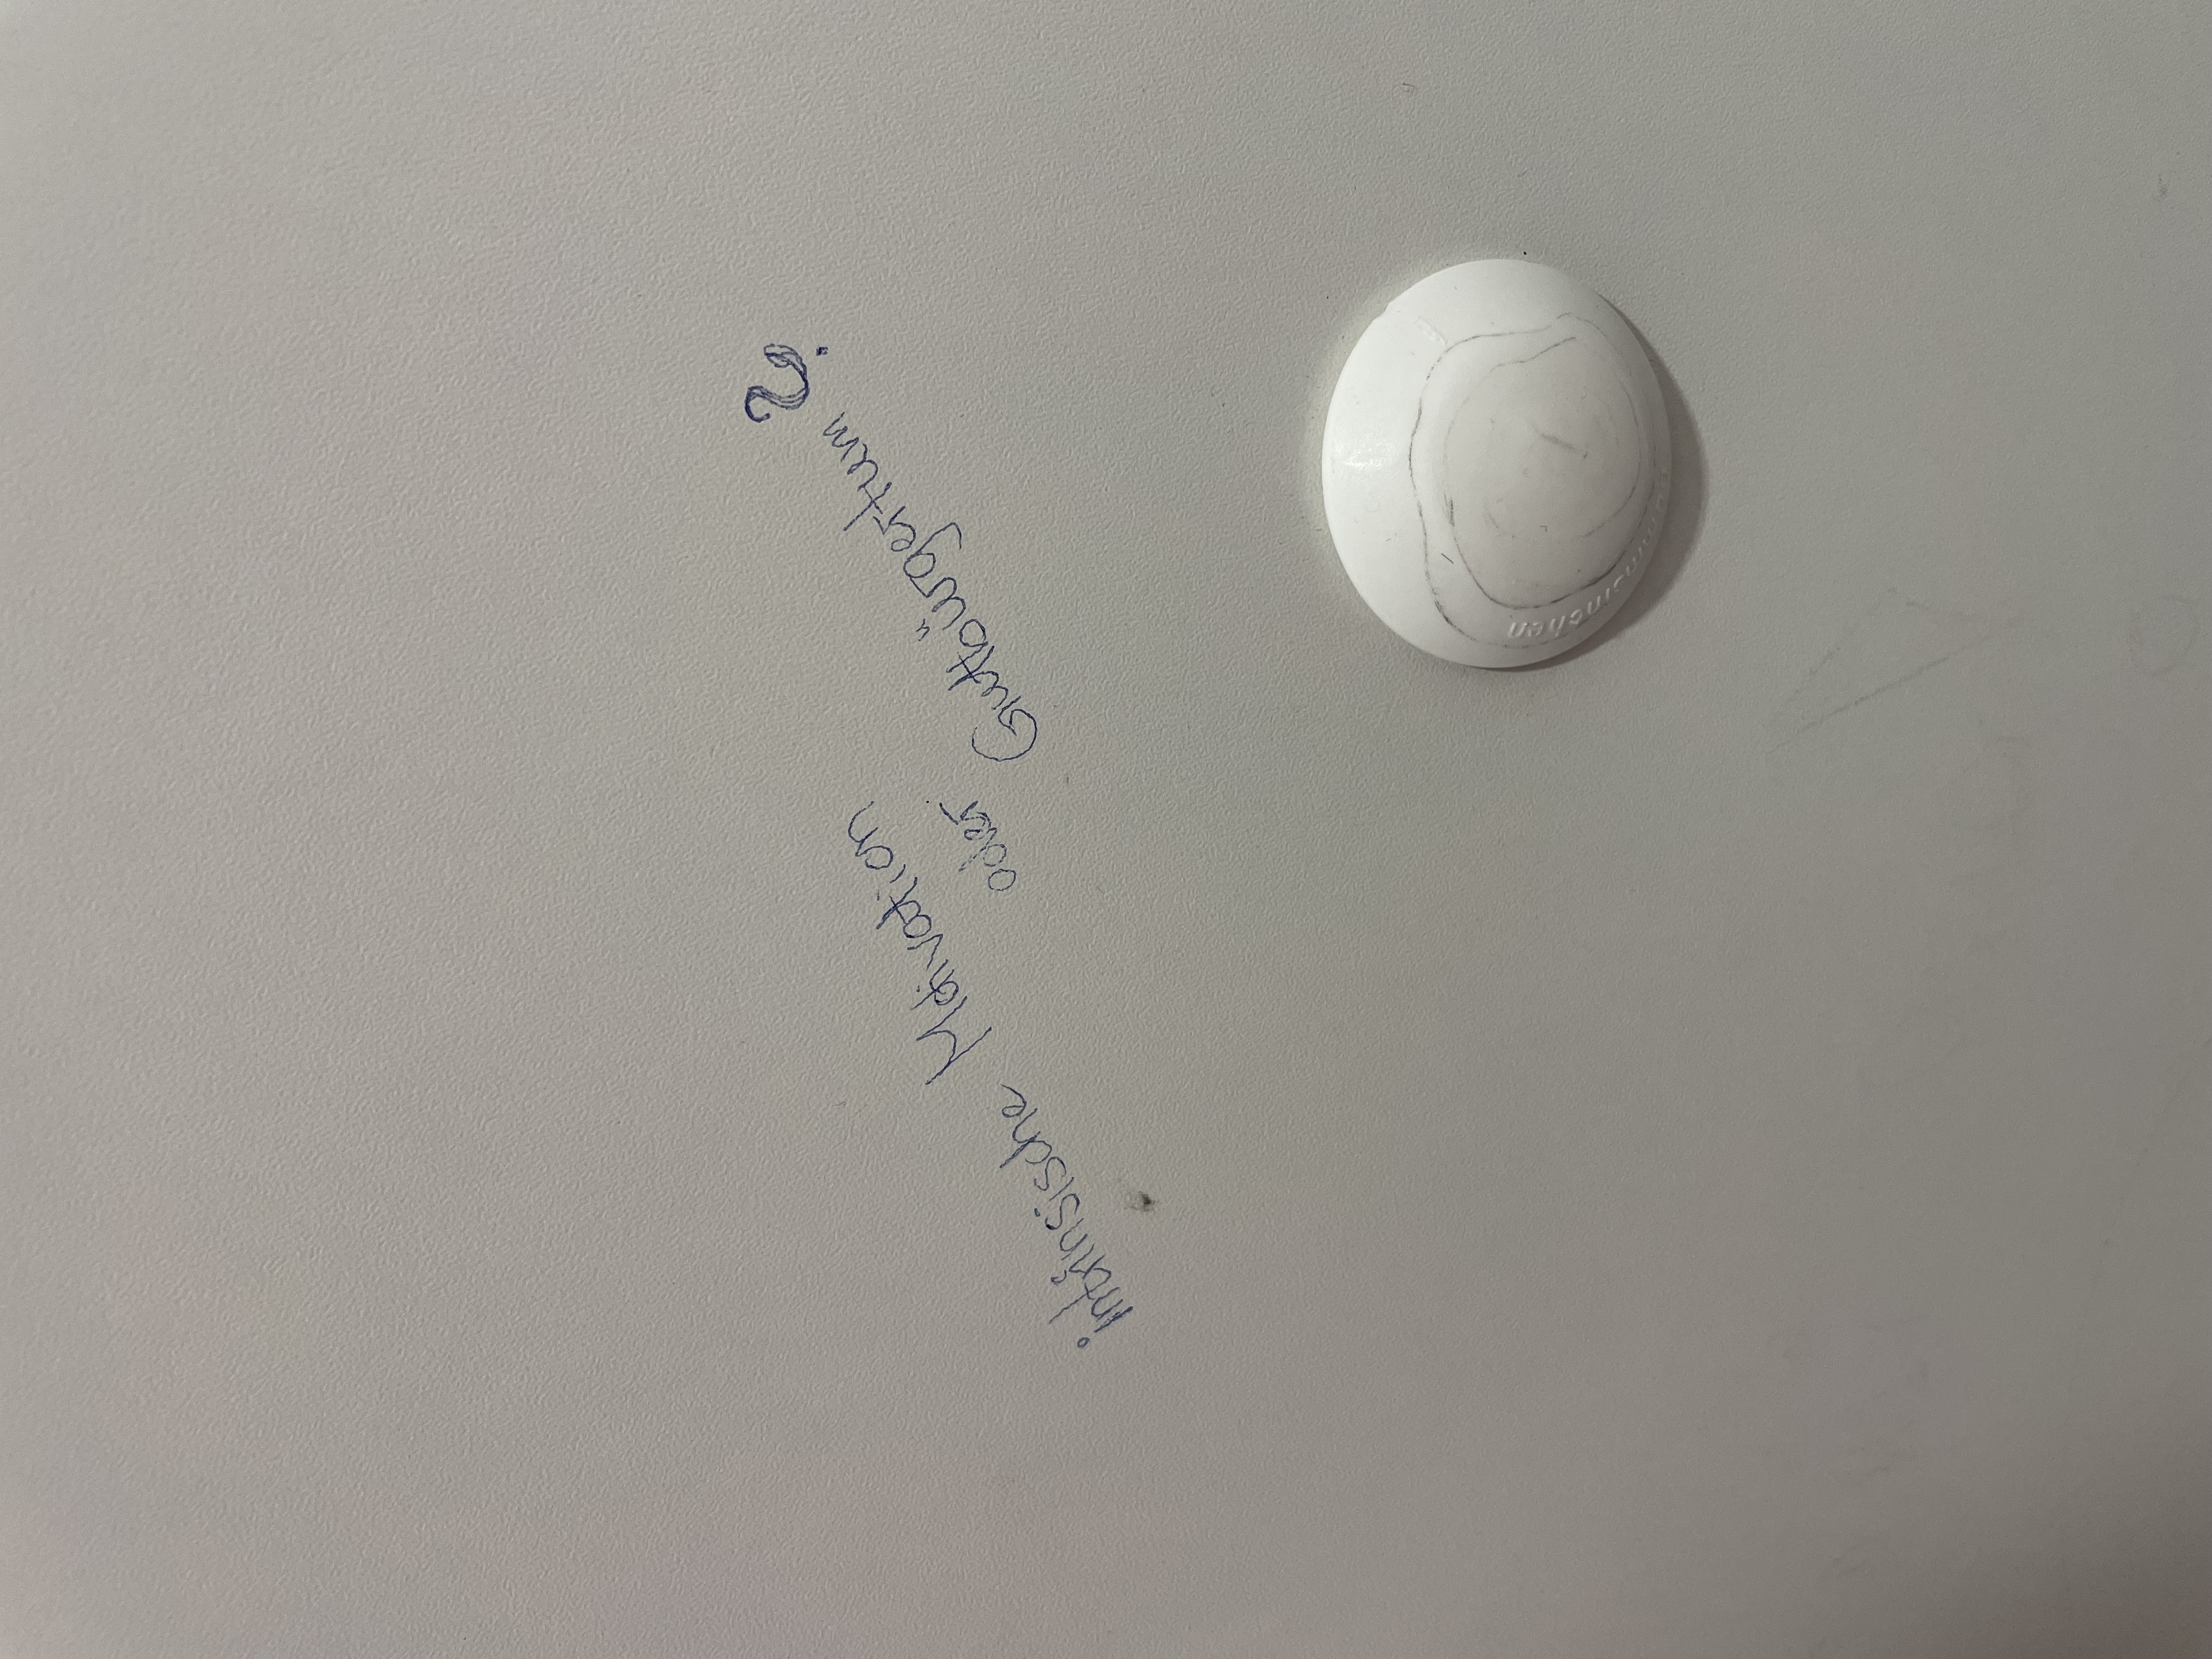 intrinsische Motivation
oder
Gutbürgertum?